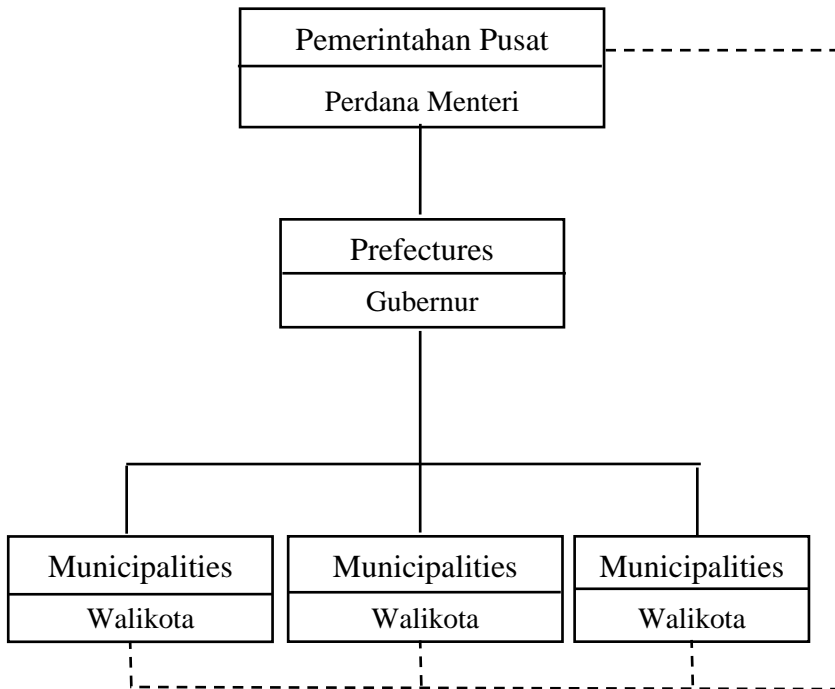 Pemerintahan Pusat
Perdana Menteri
Prefectures
Gubernur
Municipalities
Walikota
Municipalities
Walikota
Municipalities
Walikota